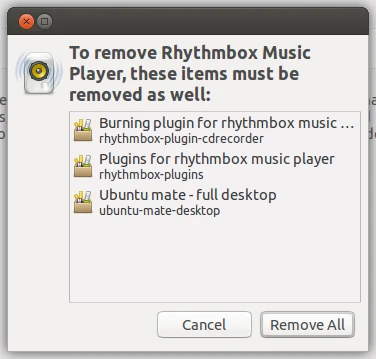 To remove Rhythmbox Music
Player, these items must be
removed as well:
Burning plugin for rhythmbox music ...
rhythmbox-plugin-cdrecorder
Plugins for rhythmbox music player
rhythmbox-plugins
Ubuntu mate - full desktop
ubuntu-mate-desktop
Cancel
Remove All